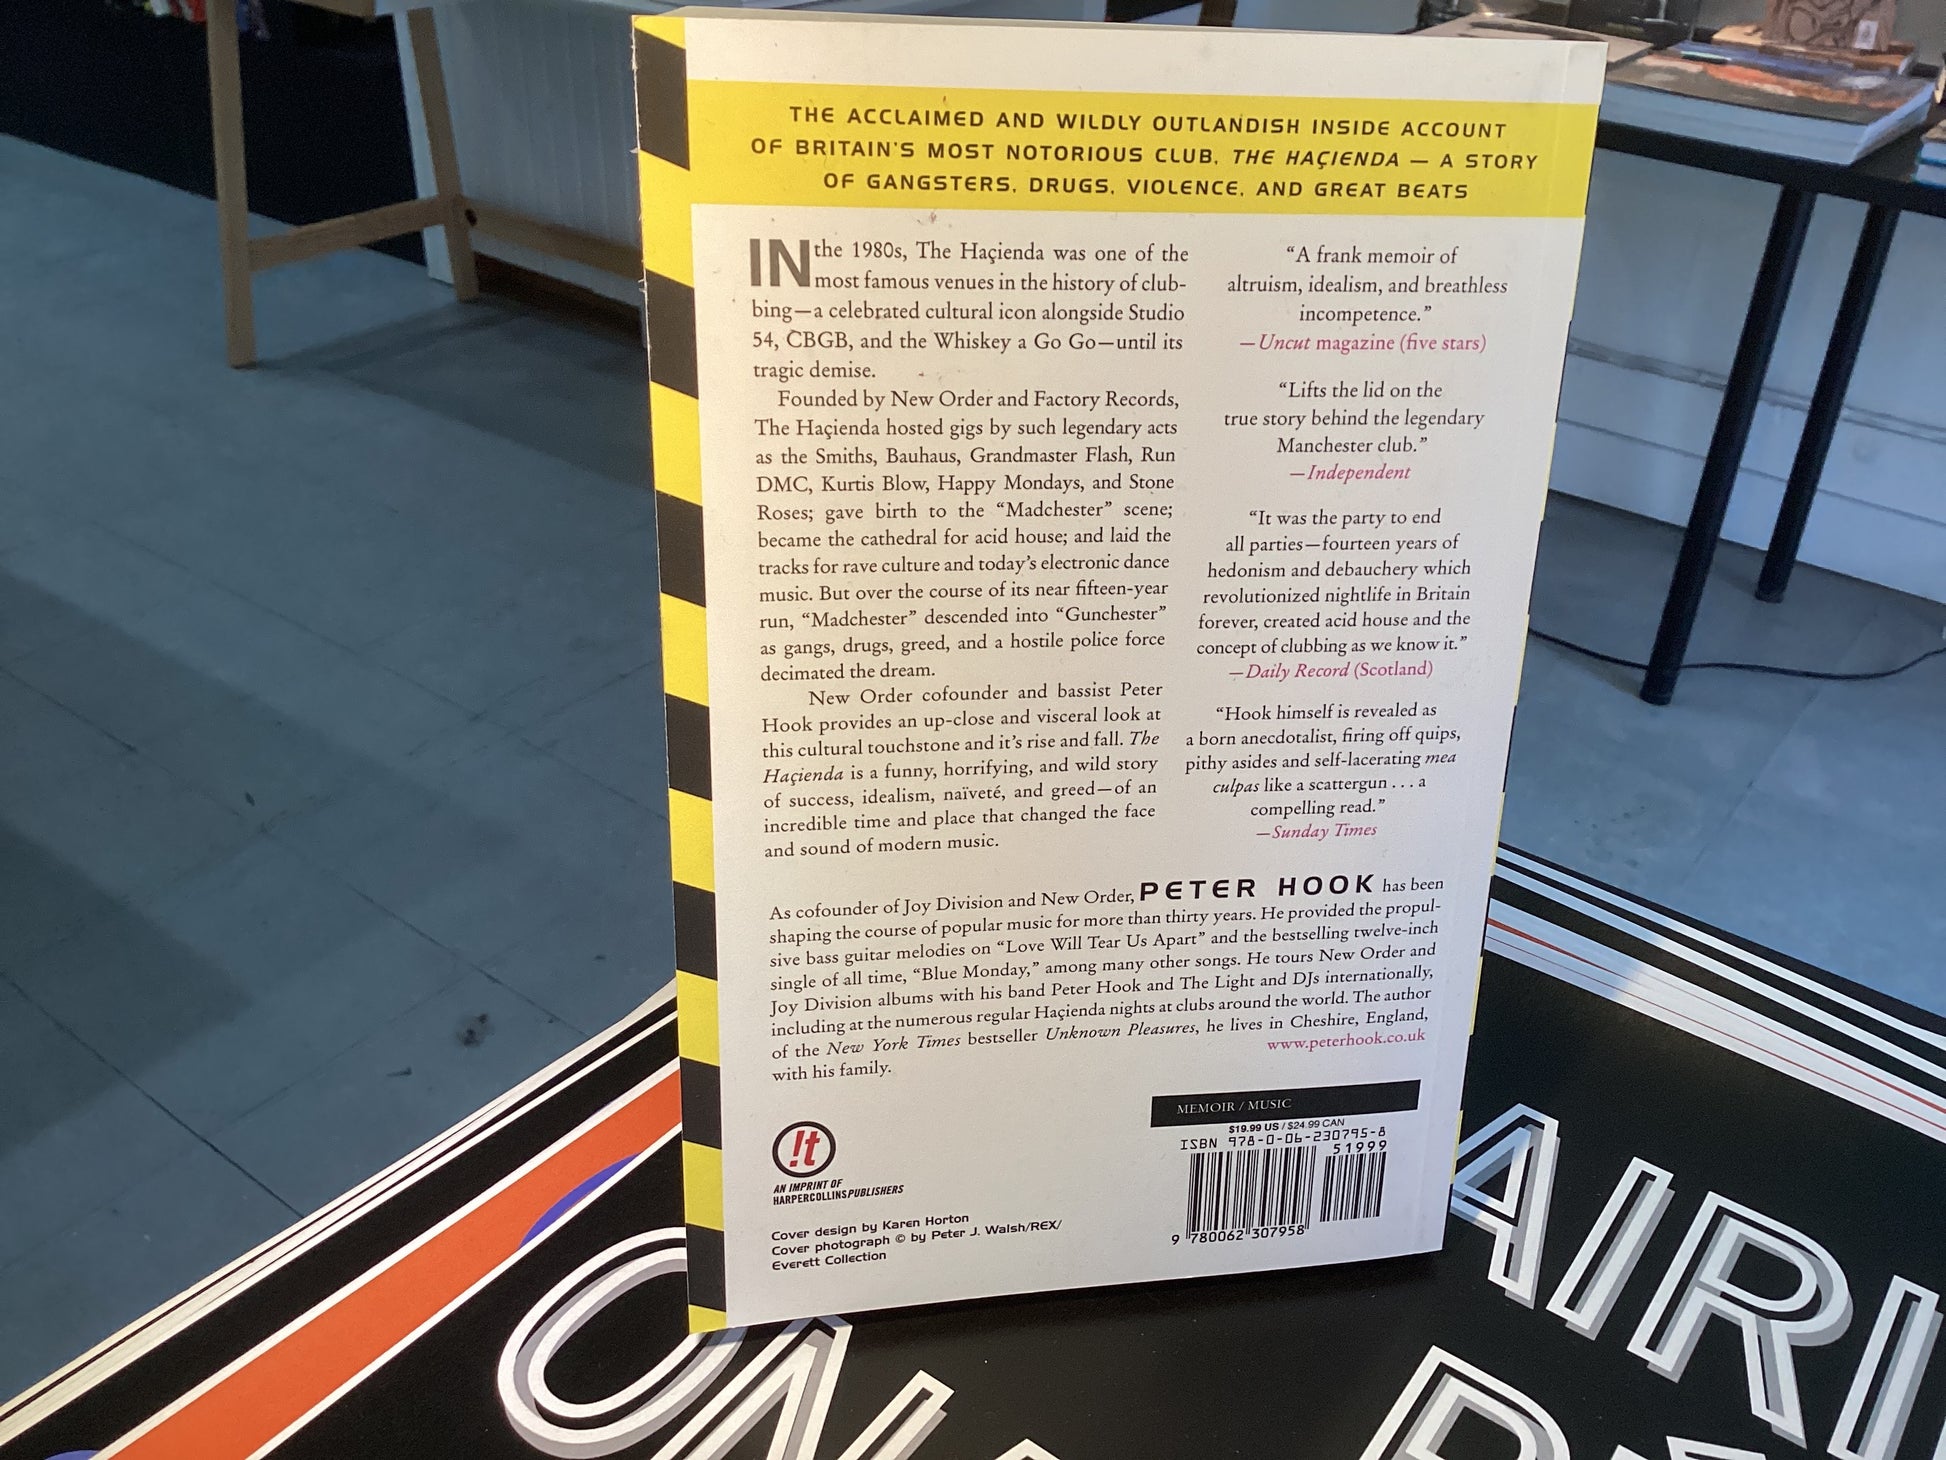 THE ACCLAIMED AND WILDLY OUTLANDISH INSIDE ACCOUNT
OF BRITAIN'S MOST NOTORIOUS CLUB, THE HAÇIENDA — A STORY
OF GANGSTERS, DRUGS, VIOLENCE, AND GREAT BEATS
IN the 1980s, The Haçienda was one of the
most famous venues in the history of club-
bing—a celebrated cultural icon alongside Studio
54, CBGB, and the Whiskey a Go Go—until its
tragic demise.
Founded by New Order and Factory Records,
The Haçienda hosted gigs by such legendary acts
as the Smiths, Bauhaus, Grandmaster Flash, Run
DMC, Kurtis Blow, Happy Mondays, and Stone
Roses; gave birth to the “Madchester” scene;
became the cathedral for acid house; and laid the
tracks for rave culture and today’s electronic dance
music. But over the course of its near fifteen-year
run, “Madchester” descended into “Gunchester”
as gangs, drugs, greed, and a hostile police force
decimated the dream.
New Order cofounder and bassist Peter
Hook provides an up-close and visceral look at
this cultural touchstone and it’s rise and fall. The
Haçienda is a funny, horrifying, and wild story
of success, idealism, naïveté, and greed—of an
incredible time and place that changed the face
and sound of modern music.
“A frank memoir of
altruism, idealism, and breathless
incompetence.”
—Uncut magazine (five stars)
“Lifts the lid on the
true story behind the legendary
Manchester club.”
—Independent
“It was the party to end
all parties—fourteen years of
hedonism and debauchery which
revolutionized nightlife in Britain
forever, created acid house and the
concept of clubbing as we know it.”
—Daily Record (Scotland)
“Hook himself is revealed as
a born anecdotalist, firing off quips,
pithy asides and self-lacerating mea
culpas like a scattergun . . . a
compelling read.”
—Sunday Times
As cofounder of Joy Division and New Order, PETER HOOK has been
shaping the course of popular music for more than thirty years. He provided the propul-
sive bass guitar melodies on “Love Will Tear Us Apart” and the bestselling twelve-inch
single of all time, “Blue Monday,” among many other songs. He tours New Order and
Joy Division albums with his band Peter Hook and The Light and DJs internationally,
including at the numerous regular Haçienda nights at clubs around the world. The author
of the New York Times bestseller Unknown Pleasures, he lives in Cheshire, England,
with his family.
www.peterhook.co.uk
MEMOIR / MUSIC
$19.99 US / $24.99 CAN
ISBN 978-0-06-230795-8
51999
9 780062 307958
!t
AN IMPRINT OF
HARPERCOLLINSPUBLISHERS
Cover design by Karen Horton
Cover photograph © by Peter J. Walsh/REX/
Everett Collection